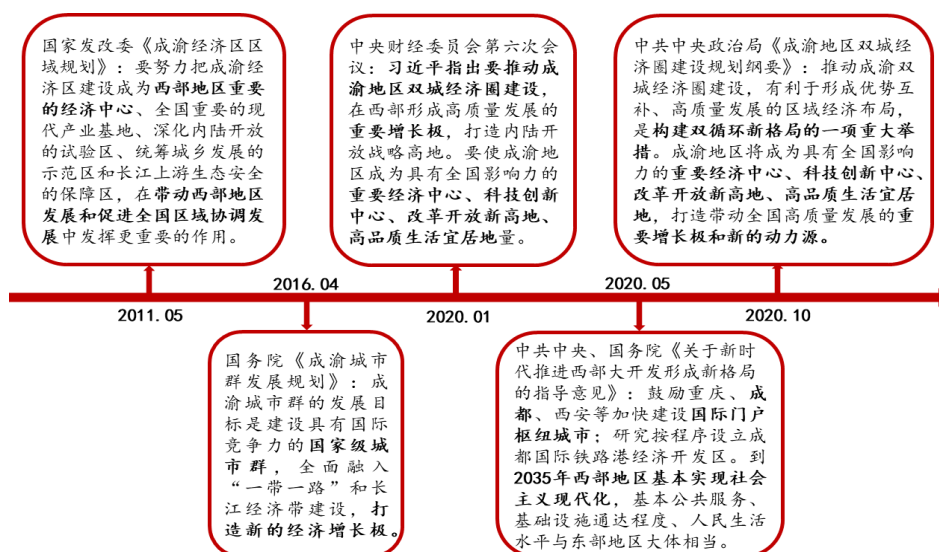 国家发改委《成渝经济区区
域规划》：要努力把成渝经
济区建设成为西部地区重要
的经济中心、全国重要的现
代产业基地、深化内陆开放
的试验区、统筹城乡发展的
示范区和长江上游生态安全
的保障区，在带动西部地区
发展和促进全国区域协调发
展中发挥更重要的作用。
中央财经委员会第六次会
议：习近平指出要推动成
渝地区双城经济圈建设，
在西部形成高质量发展的
重要增长极，打造内陆开
放战略高地。要使成渝地
区成为具有全国影响力的
重要经济中心、科技创新
中心、改革开放新高地、
高品质生活宜居地量。
中共中央政治局《成渝地区双城经
济圈建设规划纲要》：推动成渝双
城经济圈建设，有利于形成优势互
补、高质量发展的区域经济布局，
是构建双循环新格局的一项重大举
措。成渝地区将成为具有全国影响
力的重要经济中心、科技创新中心、
改革开放新高地、高品质生活宜居
地，打造带动全国高质量发展的重
要增长极和新的动力源。
2011.05
2016.04
2020.01
2020.05
2020.10
国务院《成渝城市
群发展规划》：成
渝城市群的发展目
标是建设具有国际
竞争力的国家级城
市群，全面融入
“一带一路”和长
江经济带建设，打
造新的经济增长极。
中共中央、国务院《关于新时
代推进西部大开发形成新格局
的指导意见》：鼓励重庆、成
都、西安等加快建设国际门户
枢纽城市；研究按程序设立成
都国际铁路港经济开发区。到
2035年西部地区基本实现社会
主义现代化，基本公共服务、
基础设施通达程度、人民生活
水平与东部地区大体相当。